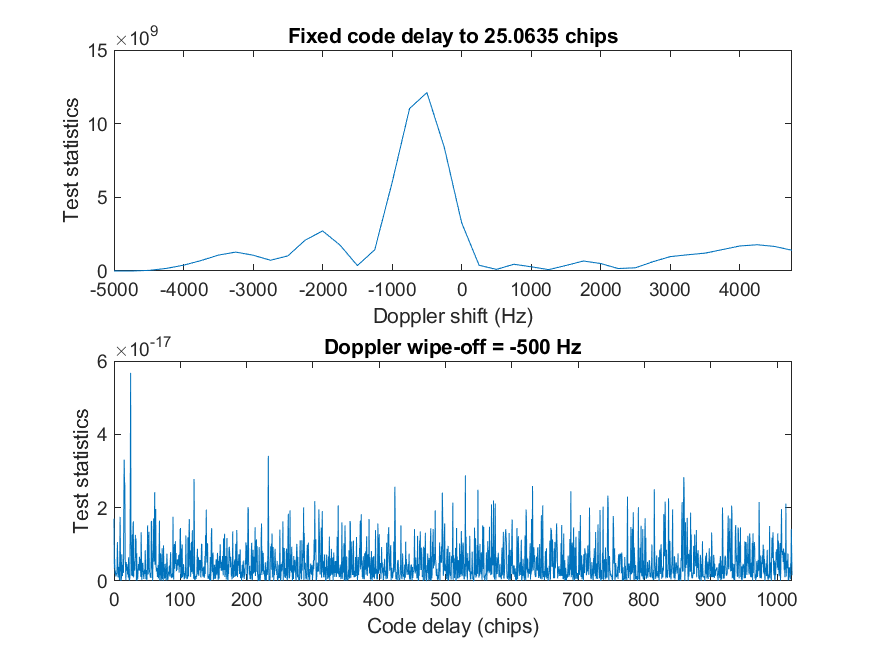 ×10^9
Fixed code delay to 25.0635 chips
15
10
5
0
Test statistics
-5000 -4000 -3000 -2000 -1000 0 1000 2000 3000 4000
Doppler shift (Hz)
×10^-17
Doppler wipe-off = -500 Hz
6
4
2
0
Test statistics
0 100 200 300 400 500 600 700 800 900 1000
Code delay (chips)